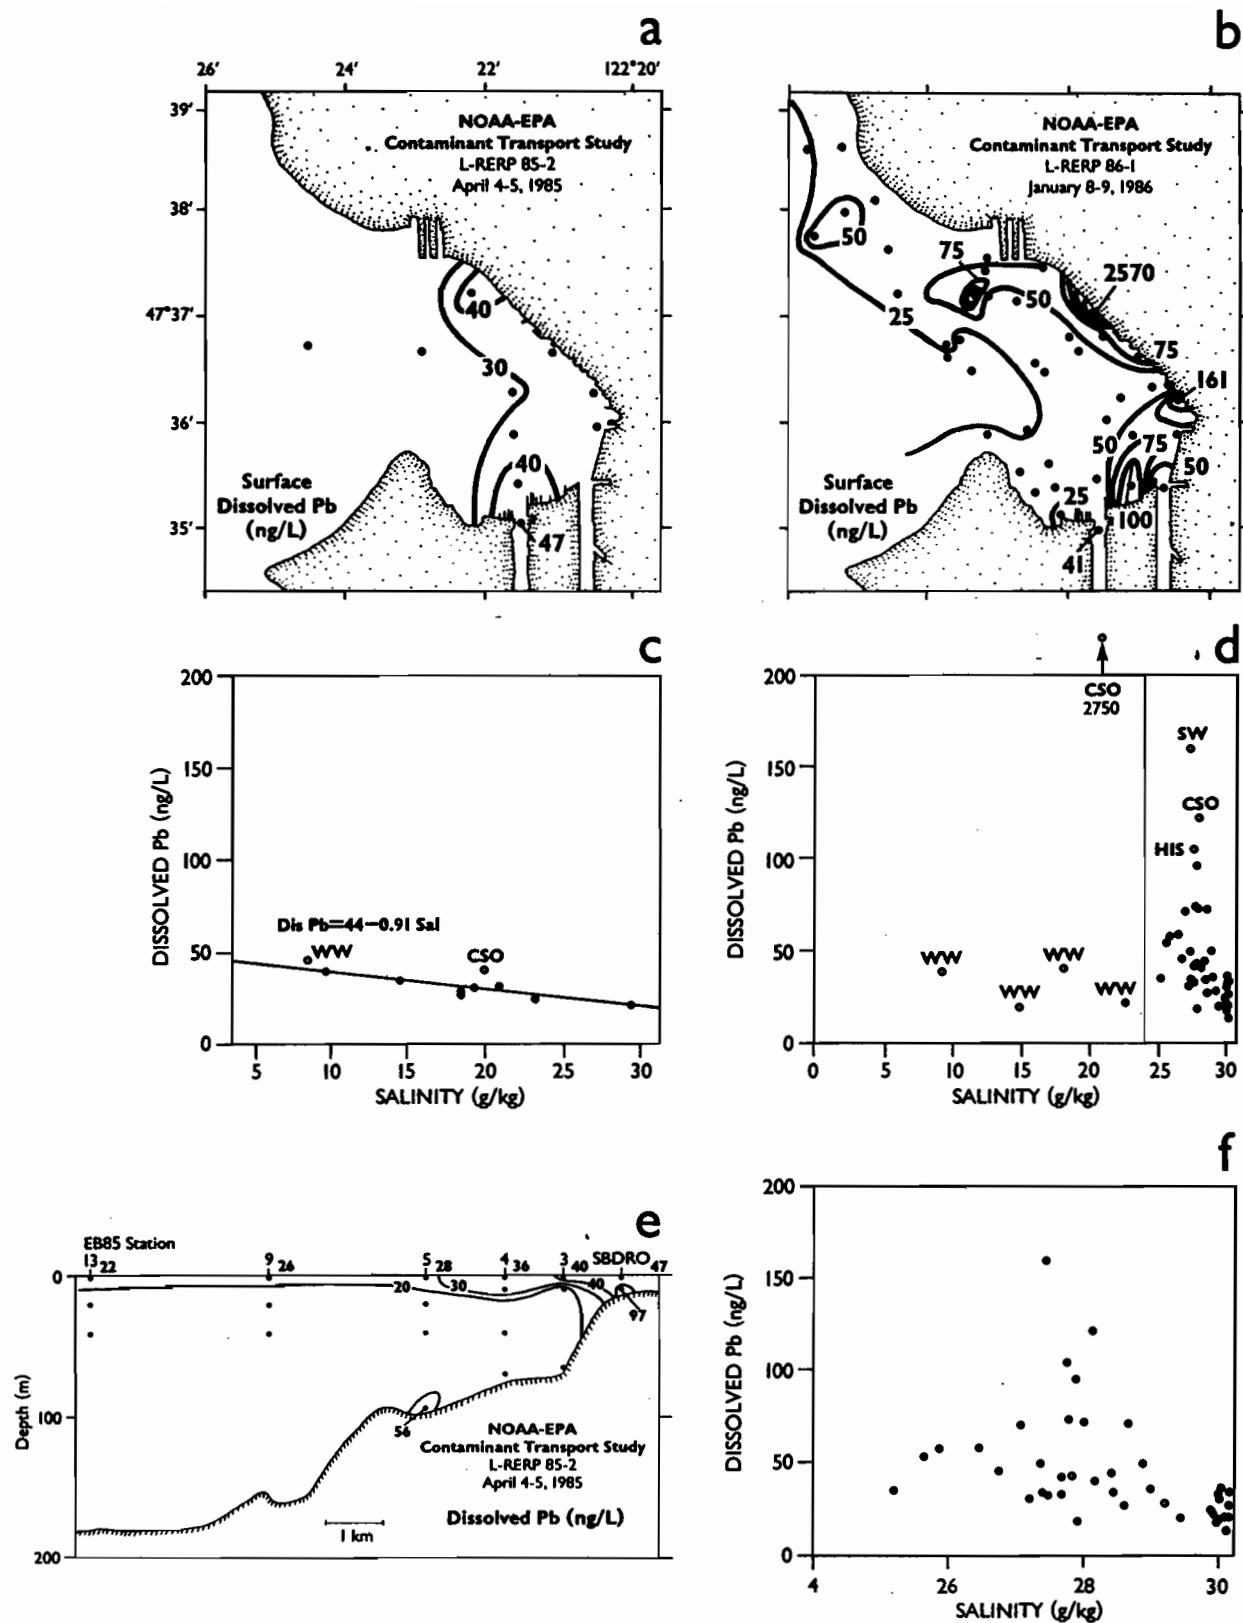 a
26′ 24′ 22′ 122°20′
39′
38′
47°37′
36′
35′
NOAA-EPA
Contaminant Transport Study
L-RERP 85-2
April 4-5, 1985
40
30
40
47
Surface
Dissolved Pb
(ng/L)
b
NOAA-EPA
Contaminant Transport Study
L-RERP 86-1
January 8-9, 1986
50
75
2570
50
25
75
161
50
75
50
25
100
41
Surface
Dissolved Pb
(ng/L)
c
200
150
100
50
0
DISSOLVED Pb (ng/L)
Dis Pb=44−0.91 Sal
WW
CSO
5 10 15 20 25 30
SALINITY (g/kg)
d
200
150
100
50
0
DISSOLVED Pb (ng/L)
CSO
2750
SW
CSO
HIS
WW
WW
WW
WW
0 5 10 15 20 25 30
SALINITY (g/kg)
e
EB85 Station
13 22 9 26 5 28 4 36 3 40 SBDRO 47
0
100
200
Depth (m)
20
30
40
97
56
NOAA-EPA
Contaminant Transport Study
L-RERP 85-2
April 4-5, 1985
Dissolved Pb (ng/L)
1 km
f
200
150
100
50
0
DISSOLVED Pb (ng/L)
4 26 28 30
SALINITY (g/kg)